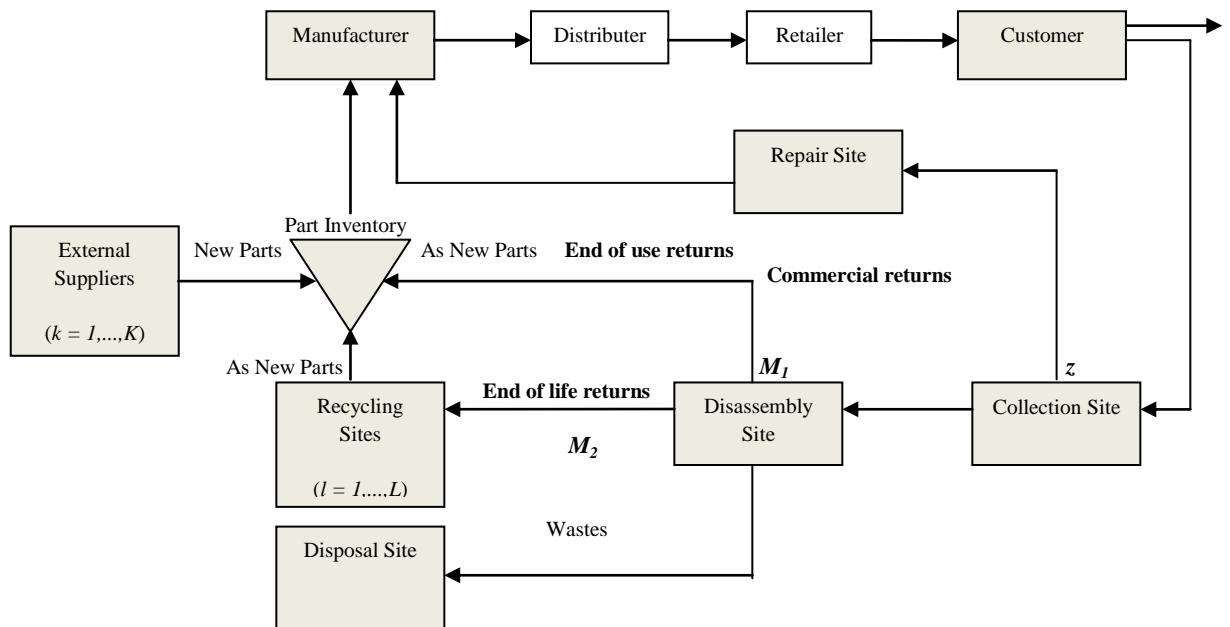 Manufacturer
Distributer
Retailer
Customer
Repair Site
Part Inventory
External
Suppliers
(k = 1,...,K)
New Parts
As New Parts
End of use returns
Commercial returns
As New Parts
M1
z
Recycling
Sites
(l = 1,...,L)
End of life returns
M2
Disassembly
Site
Collection Site
Wastes
Disposal Site